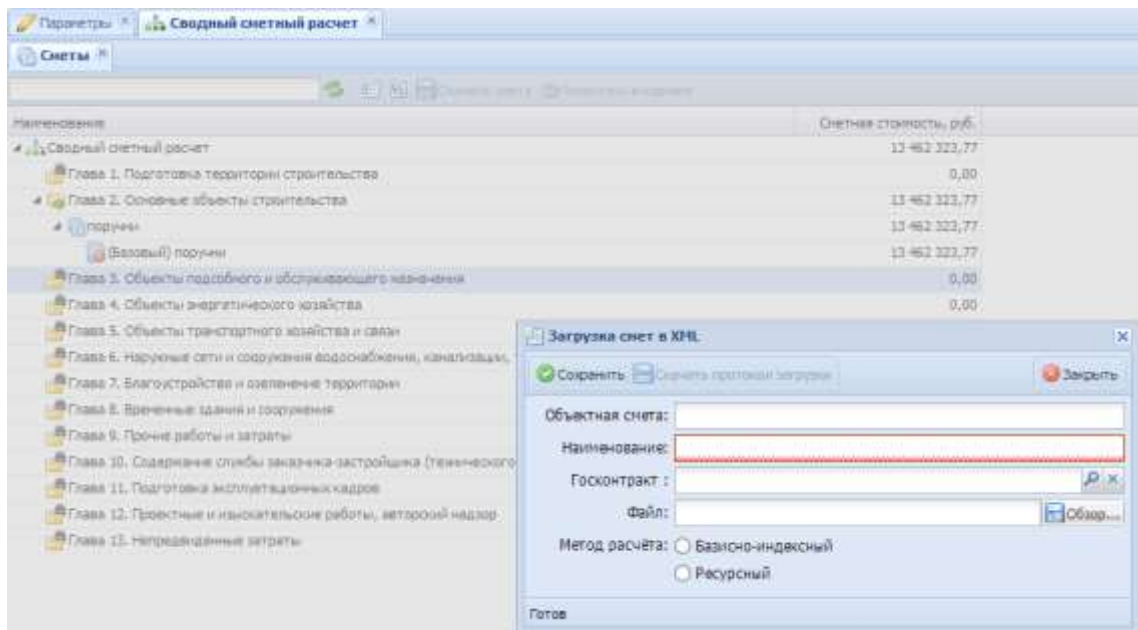 Параметры
Сводный сметный расчет
Сметы
Наименование
Сметная стоимость, руб.
Сводный сметный расчет
13 462 323,77
Глава 1. Подготовка территории строительства
0,00
Глава 2. Основные объекты строительства
13 462 323,77
поручни
13 462 323,77
(Базовый) поручни
13 462 323,77
Глава 3. Объекты подсобного и обслуживающего назначения
0,00
Глава 4. Объекты энергетического хозяйства
0,00
Глава 5. Объекты транспортного хозяйства и связи
Глава 6. Наружные сети и сооружения водоснабжения, канализации,
Глава 7. Благоустройство и озеленение территории
Глава 8. Временные здания и сооружения
Глава 9. Прочие работы и затраты
Глава 10. Содержание службы заказчика-застройщика (технического
Глава 11. Подготовка эксплуатационных кадров
Глава 12. Проектные и изыскательские работы, авторский надзор
Глава 13. Непредвиденные затраты
Загрузка смет в XML
Сохранить
Скачать протокол загрузки
Закрыть
Объектная смета:
Наименование:
Госконтракт :
Файл:
Обзор...
Метод расчёта:
Базисно-индексный
Ресурсный
Готов